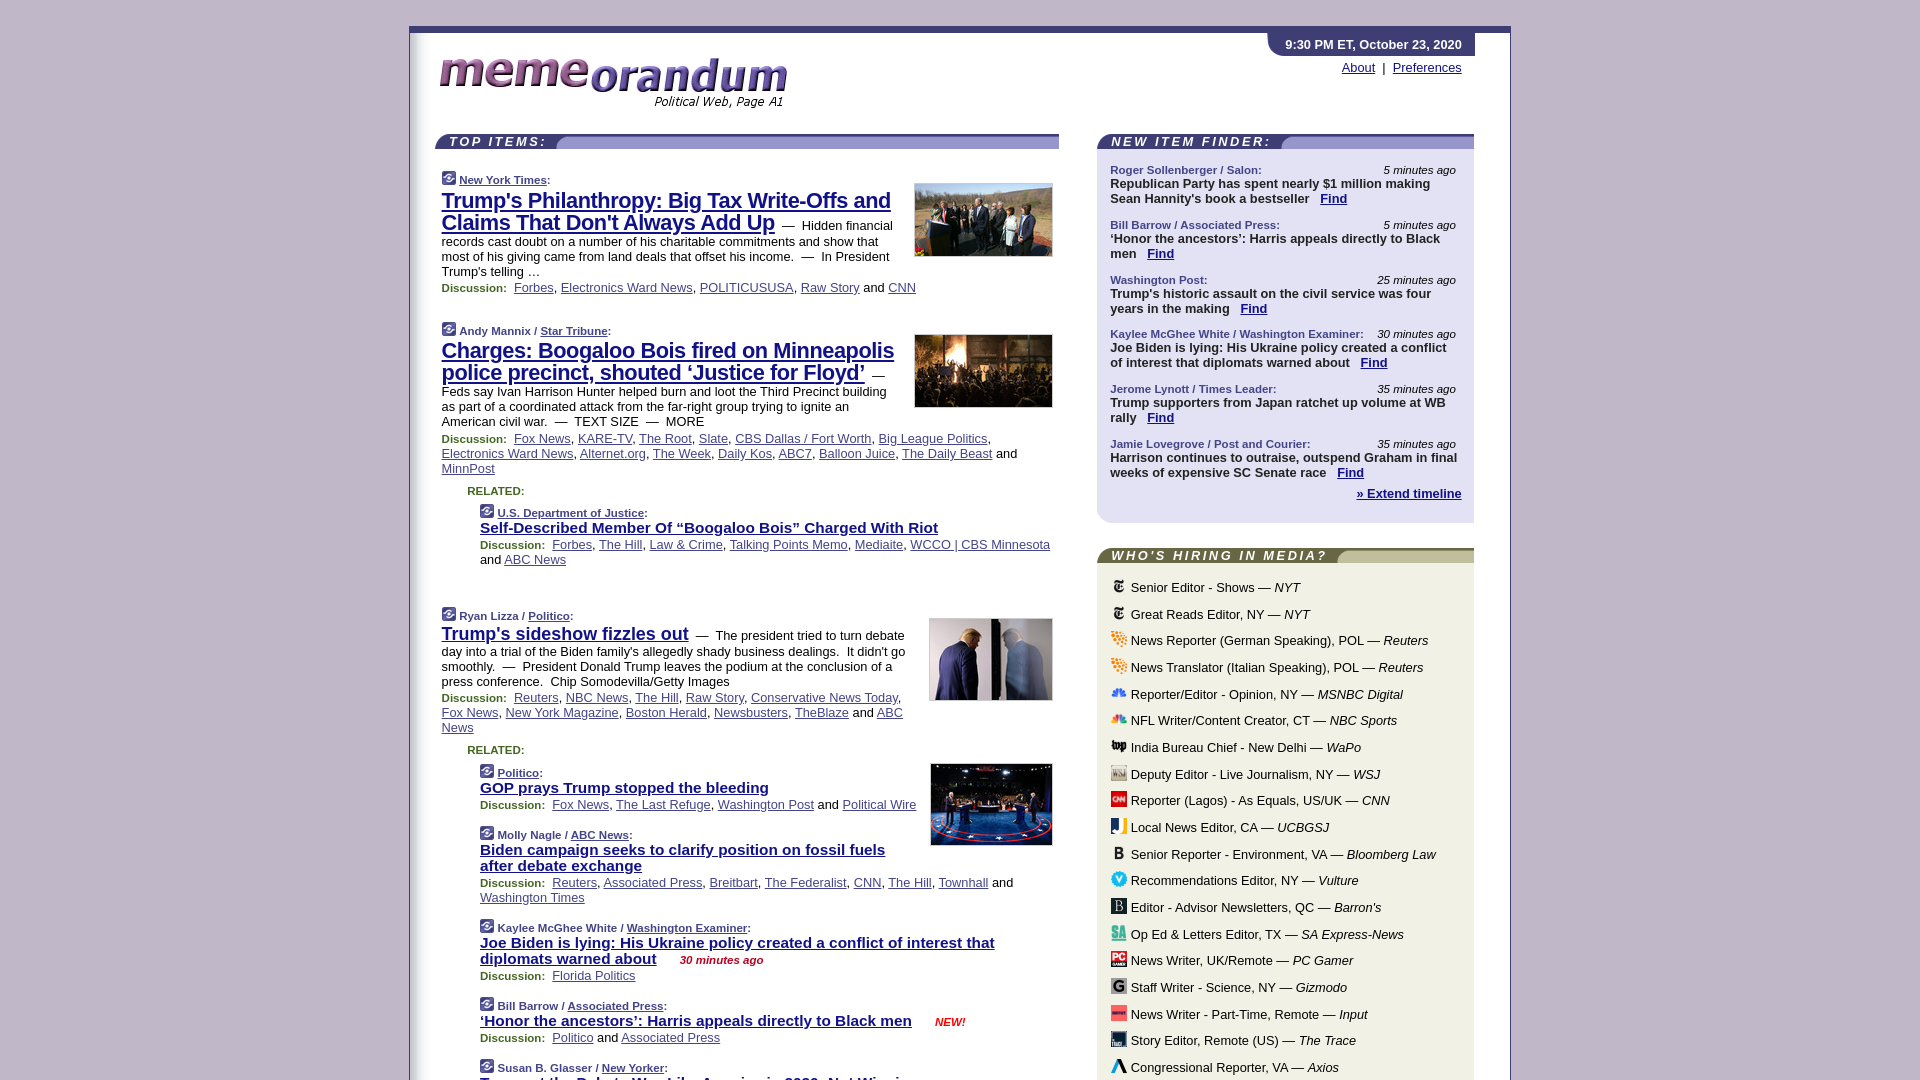 9:30 PM ET, October 23, 2020
About | Preferences
memeorandum
Political Web, Page A1
TOP ITEMS:
New York Times:
Trump's Philanthropy: Big Tax Write-Offs and
Claims That Don't Always Add Up — Hidden financial
records cast doubt on a number of his charitable commitments and show that
most of his giving came from land deals that offset his income. — In President
Trump's telling …
Discussion: Forbes, Electronics Ward News, POLITICUSUSA, Raw Story and CNN
Andy Mannix / Star Tribune:
Charges: Boogaloo Bois fired on Minneapolis
police precinct, shouted ‘Justice for Floyd’ —
Feds say Ivan Harrison Hunter helped burn and loot the Third Precinct building
as part of a coordinated attack from the far-right group trying to ignite an
American civil war. — TEXT SIZE — MORE
Discussion: Fox News, KARE-TV, The Root, Slate, CBS Dallas / Fort Worth, Big League Politics,
Electronics Ward News, Alternet.org, The Week, Daily Kos, ABC7, Balloon Juice, The Daily Beast and
MinnPost
RELATED:
U.S. Department of Justice:
Self-Described Member Of “Boogaloo Bois” Charged With Riot
Discussion: Forbes, The Hill, Law & Crime, Talking Points Memo, Mediaite, WCCO | CBS Minnesota
and ABC News
Ryan Lizza / Politico:
Trump's sideshow fizzles out — The president tried to turn debate
day into a trial of the Biden family's allegedly shady business dealings. It didn't go
smoothly. — President Donald Trump leaves the podium at the conclusion of a
press conference. Chip Somodevilla/Getty Images
Discussion: Reuters, NBC News, The Hill, Raw Story, Conservative News Today,
Fox News, New York Magazine, Boston Herald, Newsbusters, TheBlaze and ABC
News
RELATED:
Politico:
GOP prays Trump stopped the bleeding
Discussion: Fox News, The Last Refuge, Washington Post and Political Wire
Molly Nagle / ABC News:
Biden campaign seeks to clarify position on fossil fuels
after debate exchange
Discussion: Reuters, Associated Press, Breitbart, The Federalist, CNN, The Hill, Townhall and
Washington Times
Kaylee McGhee White / Washington Examiner:
Joe Biden is lying: His Ukraine policy created a conflict of interest that
diplomats warned about 30 minutes ago
Discussion: Florida Politics
Bill Barrow / Associated Press:
‘Honor the ancestors’: Harris appeals directly to Black men NEW!
Discussion: Politico and Associated Press
Susan B. Glasser / New Yorker:
NEW ITEM FINDER:
Roger Sollenberger / Salon: 5 minutes ago
Republican Party has spent nearly $1 million making
Sean Hannity's book a bestseller Find
Bill Barrow / Associated Press: 5 minutes ago
‘Honor the ancestors’: Harris appeals directly to Black
men Find
Washington Post: 25 minutes ago
Trump's historic assault on the civil service was four
years in the making Find
Kaylee McGhee White / Washington Examiner: 30 minutes ago
Joe Biden is lying: His Ukraine policy created a conflict
of interest that diplomats warned about Find
Jerome Lynott / Times Leader: 35 minutes ago
Trump supporters from Japan ratchet up volume at WB
rally Find
Jamie Lovegrove / Post and Courier: 35 minutes ago
Harrison continues to outraise, outspend Graham in final
weeks of expensive SC Senate race Find
» Extend timeline
WHO'S HIRING IN MEDIA?
Senior Editor - Shows — NYT
Great Reads Editor, NY — NYT
News Reporter (German Speaking), POL — Reuters
News Translator (Italian Speaking), POL — Reuters
Reporter/Editor - Opinion, NY — MSNBC Digital
NFL Writer/Content Creator, CT — NBC Sports
India Bureau Chief - New Delhi — WaPo
Deputy Editor - Live Journalism, NY — WSJ
Reporter (Lagos) - As Equals, US/UK — CNN
Local News Editor, CA — UCBGSJ
Senior Reporter - Environment, VA — Bloomberg Law
Recommendations Editor, NY — Vulture
Editor - Advisor Newsletters, QC — Barron's
Op Ed & Letters Editor, TX — SA Express-News
News Writer, UK/Remote — PC Gamer
Staff Writer - Science, NY — Gizmodo
News Writer - Part-Time, Remote — Input
Story Editor, Remote (US) — The Trace
Congressional Reporter, VA — Axios